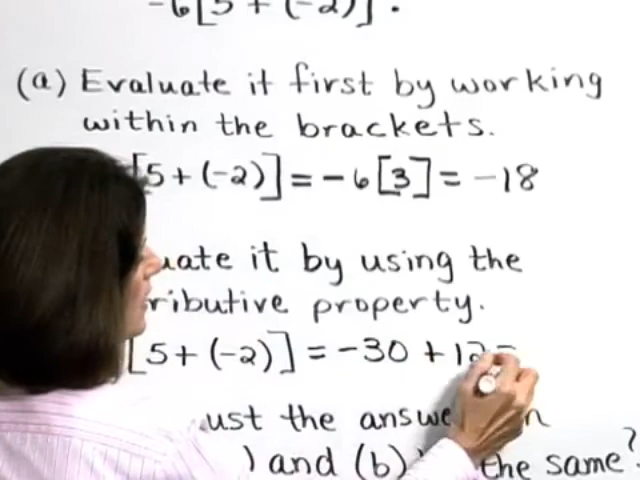 -6[5 + (-2)].
(a) Evaluate it first by working
within the brackets.
[5 + (-2)] = -6[3] = -18
uate it by using the
ributive property.
[5 + (-2)] = -30 + 12 =
ust the answe
) and (b) the same?